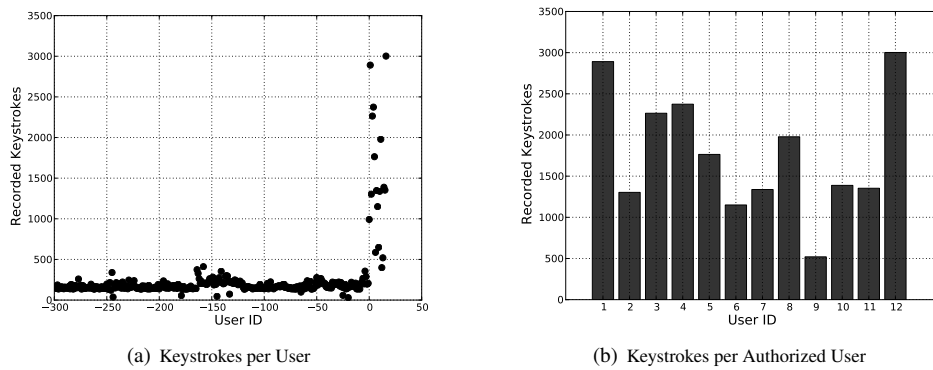 3500
3000
2500
2000
1500
1000
500
0
Recorded Keystrokes
−300 −250 −200 −150 −100 −50 0 50
User ID
(a) Keystrokes per User
3500
3000
2500
2000
1500
1000
500
0
Recorded Keystrokes
1 2 3 4 5 6 7 8 9 10 11 12
User ID
(b) Keystrokes per Authorized User